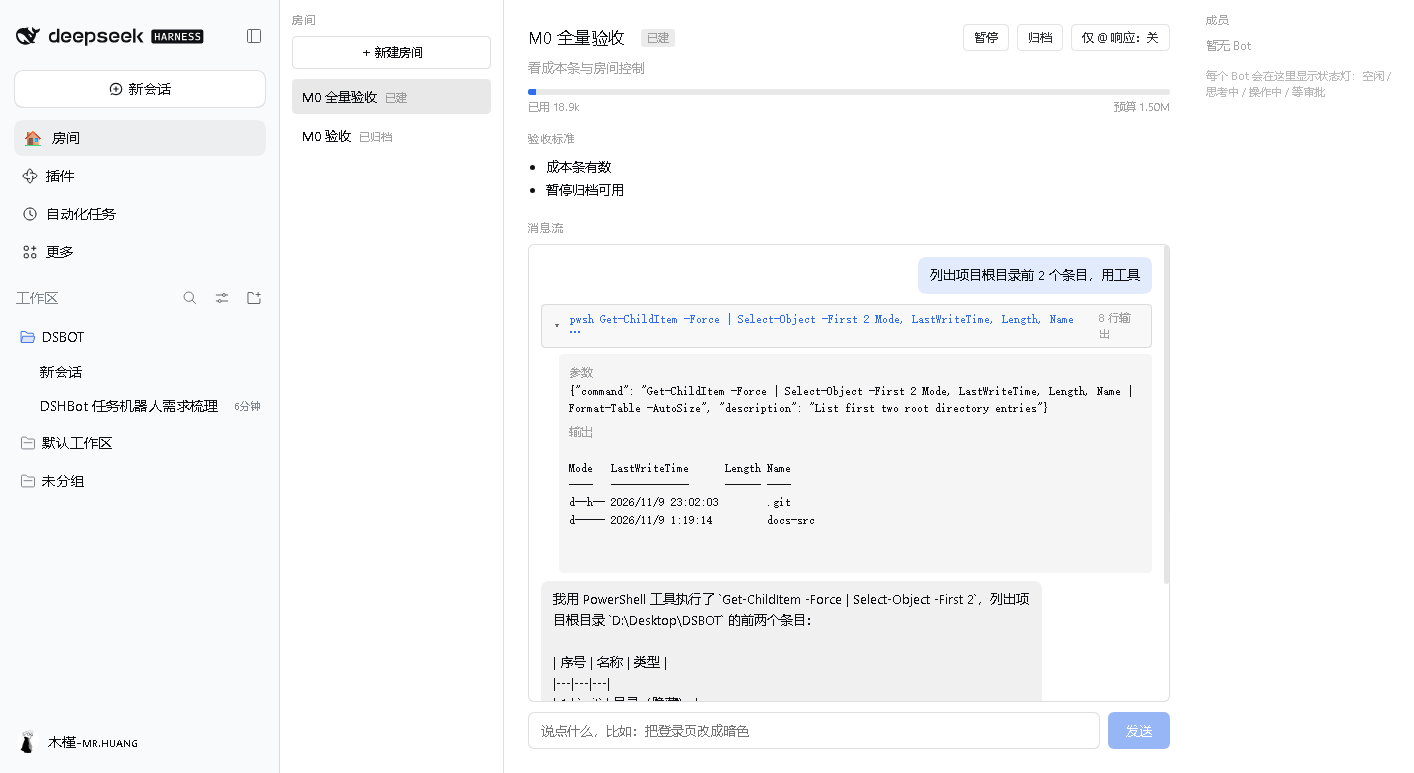 deepseek HARNESS
新会话
房间
插件
自动化任务
更多
工作区
DSBOT
新会话
DSHBot 任务机器人需求梳理 6分钟
默认工作区
未分组
木槿-MR.HUANG
房间
+ 新建房间
M0 全量验收 已建
M0 验收 已归档
M0 全量验收 已建
暂停 归档 仅 @ 响应：关
看成本条与房间控制
已用 18.9k 预算 1.50M
验收标准
成本条有数
暂停归档可用
消息流
列出项目根目录前 2 个条目，用工具
pwsh Get-ChildItem -Force | Select-Object -First 2 Mode, LastWriteTime, Length, Name
...
8 行输
出
参数
{"command": "Get-ChildItem -Force | Select-Object -First 2 Mode, LastWriteTime, Length, Name |
Format-Table -AutoSize", "description": "List first two root directory entries"}
输出
Mode LastWriteTime Length Name
---- ------------- ------ ----
d--h-- 2026/11/9 23:02:03 .git
d----- 2026/11/9 1:19:14 docs-src
我用 PowerShell 工具执行了 `Get-ChildItem -Force | Select-Object -First 2`，列出项
目根目录 `D:\Desktop\DSBOT` 的前两个条目：
| 序号 | 名称 | 类型 |
|---|---|---|
说点什么，比如：把登录页改成暗色
发送
成员
暂无 Bot
每个 Bot 会在这里显示状态灯：空闲 /
思考中 / 操作中 / 等审批